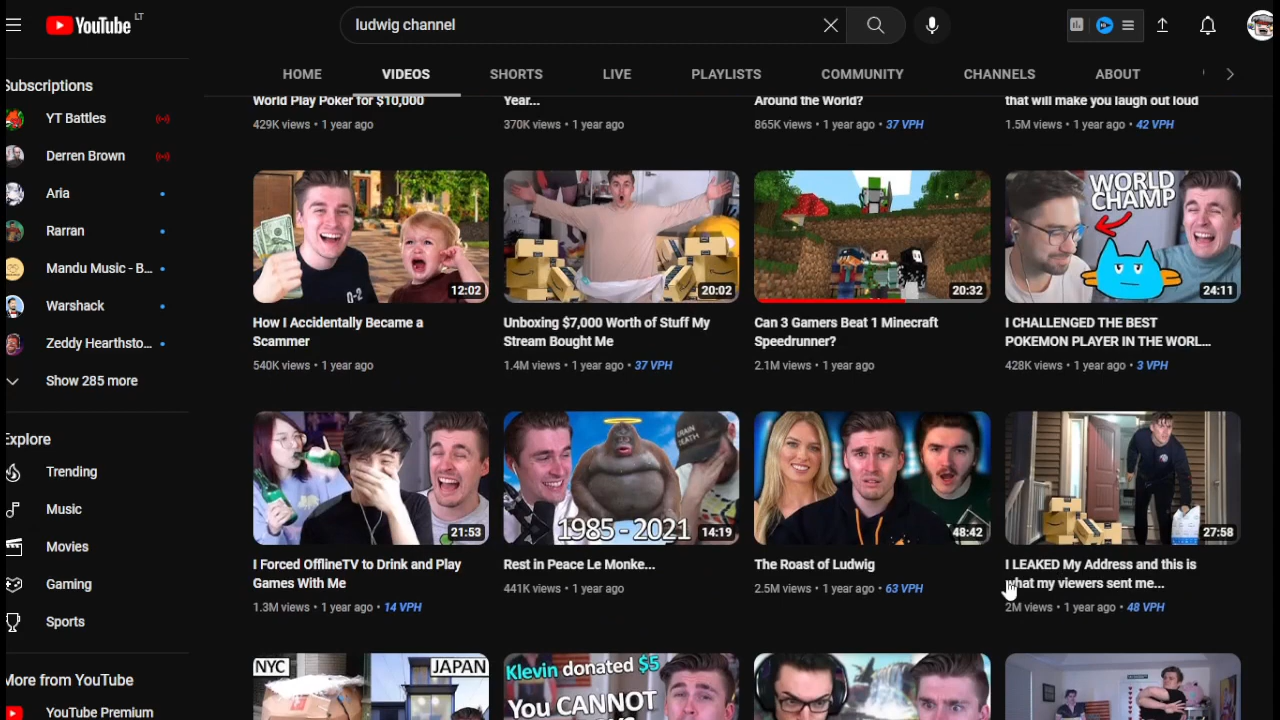 YouTube LT
ludwig channel
HOME VIDEOS SHORTS LIVE PLAYLISTS COMMUNITY CHANNELS ABOUT
Subscriptions
YT Battles
Derren Brown
Aria
Rarran
Mandu Music - B...
Warshack
Zeddy Hearthsto...
Show 285 more
Explore
Trending
Music
Movies
Gaming
Sports
More from YouTube
YouTube Premium
World Play Poker for $10,000
429K views • 1 year ago
Year...
370K views • 1 year ago
Around the World?
865K views • 1 year ago • 37 VPH
that will make you laugh out loud
1.5M views • 1 year ago • 42 VPH
12:02
How I Accidentally Became a
Scammer
540K views • 1 year ago
20:02
Unboxing $7,000 Worth of Stuff My
Stream Bought Me
1.4M views • 1 year ago • 37 VPH
20:32
Can 3 Gamers Beat 1 Minecraft
Speedrunner?
2.1M views • 1 year ago
WORLD
CHAMP
24:11
I CHALLENGED THE BEST
POKEMON PLAYER IN THE WORL...
428K views • 1 year ago • 3 VPH
21:53
I Forced OfflineTV to Drink and Play
Games With Me
1.3M views • 1 year ago • 14 VPH
1985 - 2021
14:19
Rest in Peace Le Monke...
441K views • 1 year ago
48:42
The Roast of Ludwig
2.5M views • 1 year ago • 63 VPH
27:58
I LEAKED My Address and this is
what my viewers sent me...
2M views • 1 year ago • 48 VPH
NYC JAPAN
Klevin donated $5
You CANNOT